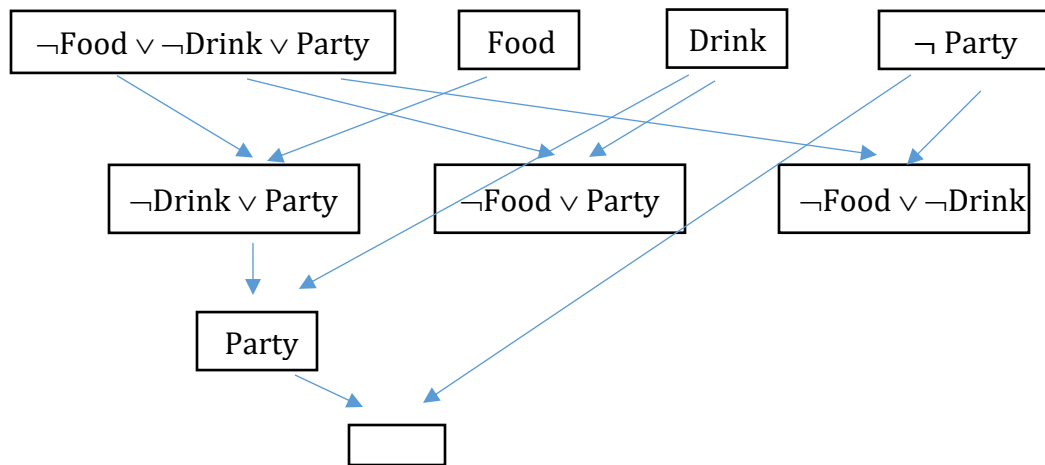 ¬Food ∨ ¬Drink ∨ Party
Food
Drink
¬ Party
¬Drink ∨ Party
¬Food ∨ Party
¬Food ∨ ¬Drink
Party